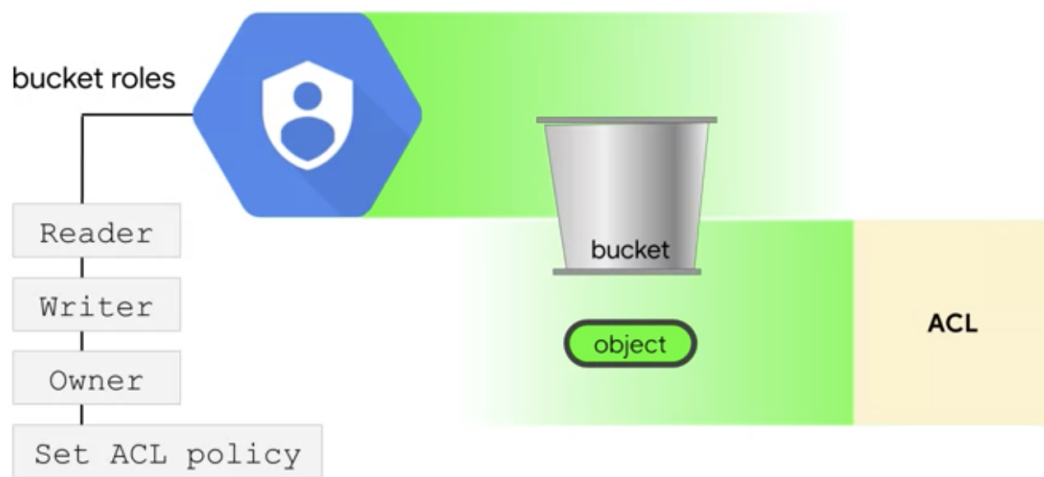 bucket roles
Reader
Writer
Owner
Set ACL policy
bucket
object
ACL